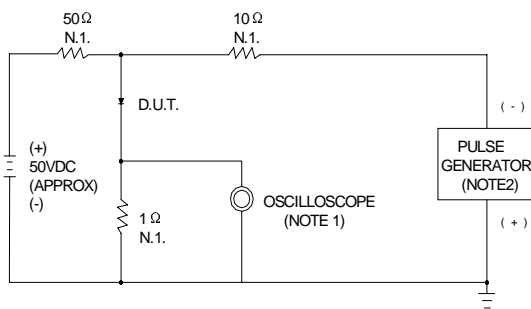 50Ω
N.1.
10Ω
N.1.
D.U.T.
( - )
PULSE
GENERATOR
(NOTE2)
( + )
(+)
50VDC
(APPROX)
(-)
1Ω
N.1.
OSCILLOSCOPE
(NOTE 1)